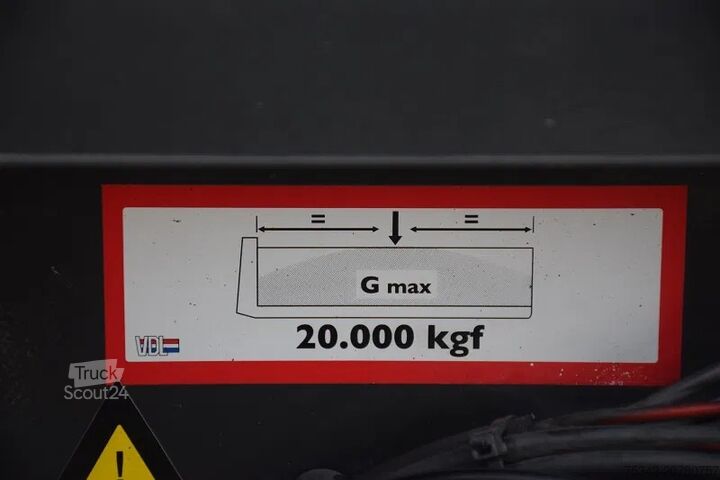 = =
G max
20.000 kgf
VDL
Truck
Scout24
!